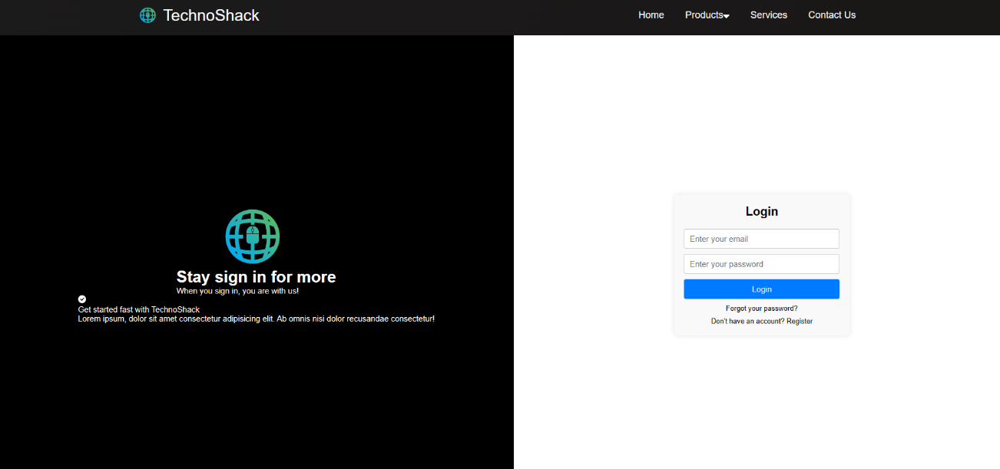 TechnoShack
Home
Products
Services
Contact Us
Stay sign in for more
When you sign in, you are with us!
Get started fast with TechnoShack
Lorem ipsum, dolor sit amet consectetur adipisicing elit. Ab omnis nisi dolor recusandae consectetur!
Login
Enter your email
Enter your password
Login
Forgot your password?
Don't have an account? Register